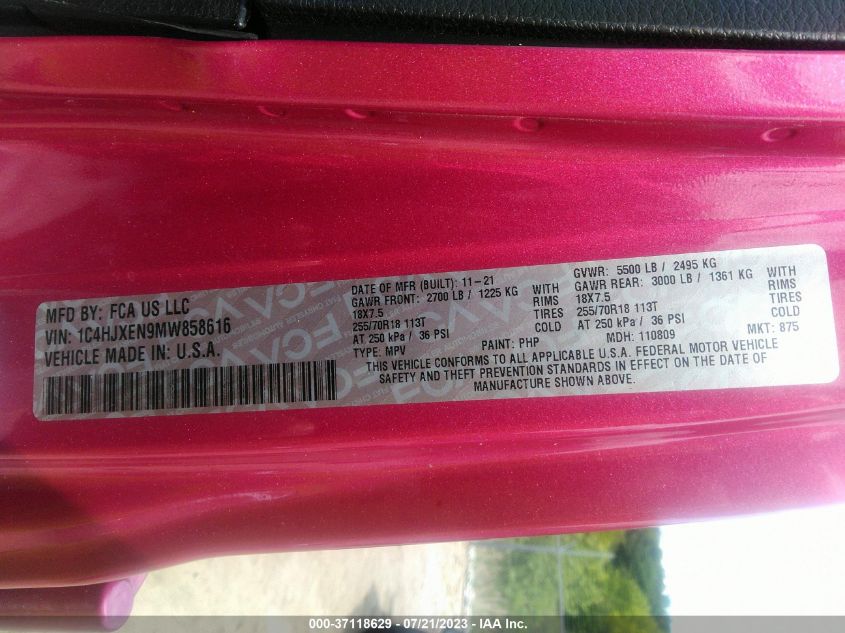 MFD BY: FCA US LLC
VIN: 1C4HJXEN9MW858616
VEHICLE MADE IN: U.S.A.
DATE OF MFR (BUILT): 11-21
GAWR FRONT: 2700 LB / 1225 KG WITH
18X7.5 RIMS
255/70R18 113T TIRES
AT 250 kPa / 36 PSI COLD
TYPE: MPV PAINT: PHP
GVWR: 5500 LB / 2495 KG
GAWR REAR: 3000 LB / 1361 KG WITH
18X7.5 RIMS
255/70R18 113T TIRES
AT 250 kPa / 36 PSI COLD
MDH: 110809 MKT: 875
THIS VEHICLE CONFORMS TO ALL APPLICABLE U.S.A. FEDERAL MOTOR VEHICLE
SAFETY AND THEFT PREVENTION STANDARDS IN EFFECT ON THE DATE OF
MANUFACTURE SHOWN ABOVE.
000-37118629 - 07/21/2023 - IAA Inc.